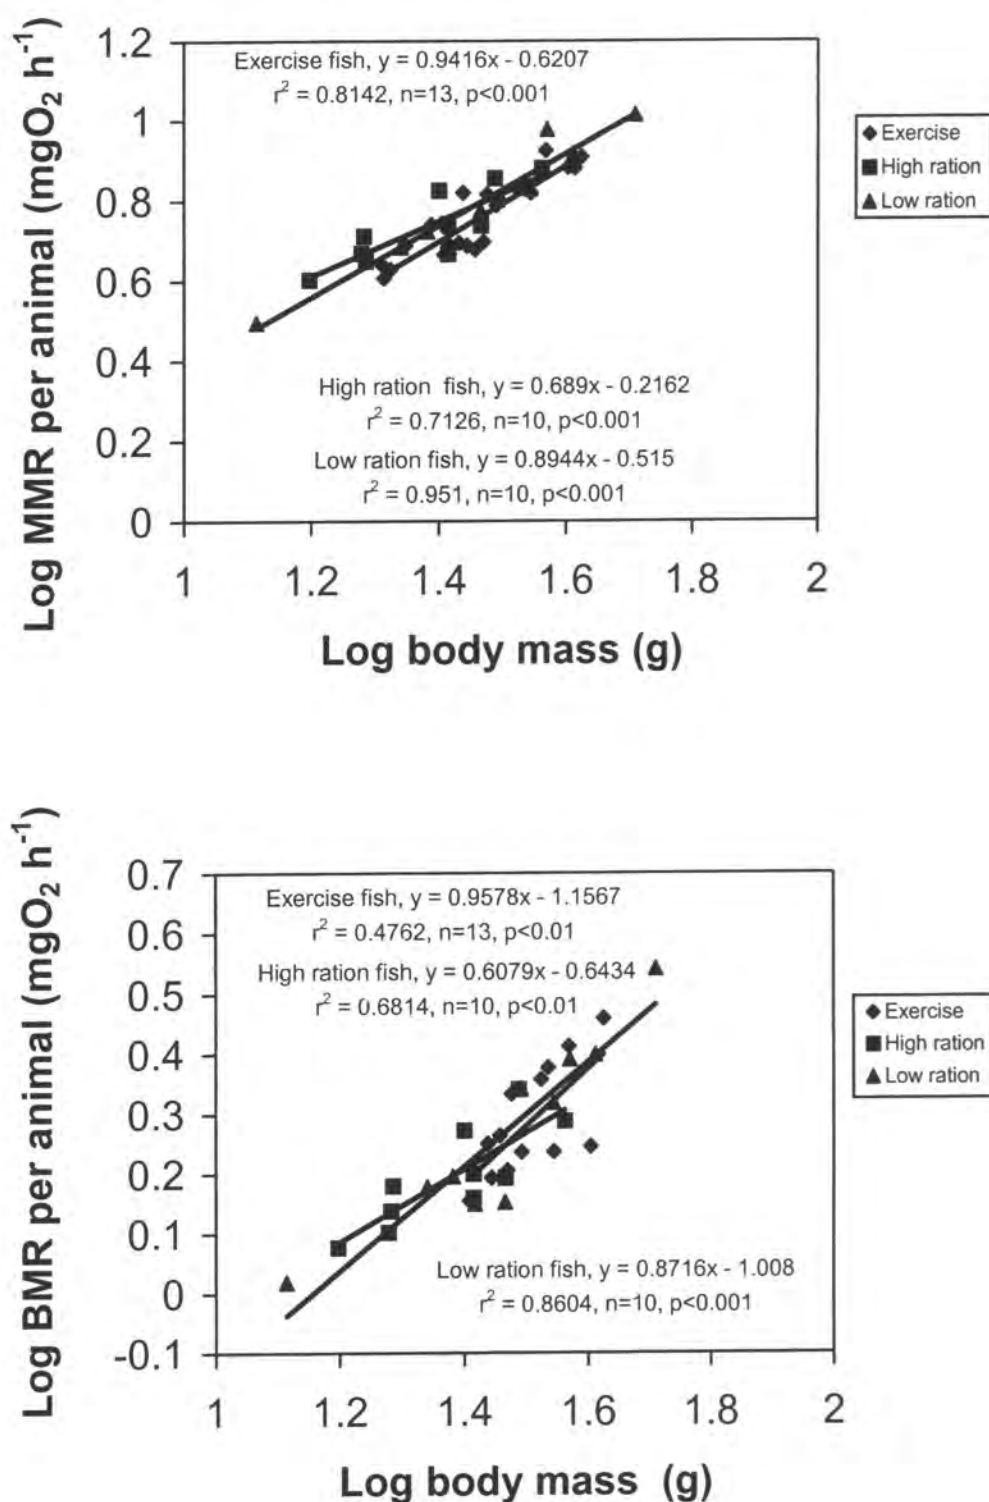 Log MMR per animal (mgO₂ h⁻¹)
1.2
1
0.8
0.6
0.4
0.2
0
Exercise fish, y = 0.9416x - 0.6207
r² = 0.8142, n=13, p<0.001
High ration fish, y = 0.689x - 0.2162
r² = 0.7126, n=10, p<0.001
Low ration fish, y = 0.8944x - 0.515
r² = 0.951, n=10, p<0.001
Exercise
High ration
Low ration
1 1.2 1.4 1.6 1.8 2
Log body mass (g)
Log BMR per animal (mgO₂ h⁻¹)
0.7
0.6
0.5
0.4
0.3
0.2
0.1
0
-0.1
Exercise fish, y = 0.9578x - 1.1567
r² = 0.4762, n=13, p<0.01
High ration fish, y = 0.6079x - 0.6434
r² = 0.6814, n=10, p<0.01
Low ration fish, y = 0.8716x - 1.008
r² = 0.8604, n=10, p<0.001
Exercise
High ration
Low ration
1 1.2 1.4 1.6 1.8 2
Log body mass (g)